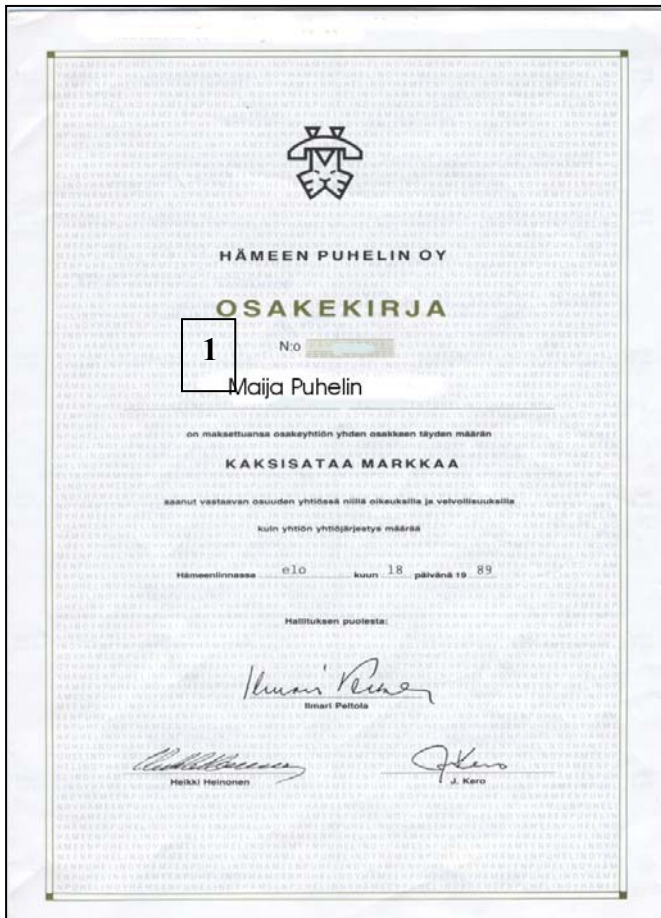 HÄMEEN PUHELIN OY
OSAKEKIRJA
1
N:o
Maija Puhelin
on maksettuansa osakeyhtiön yhden osakkeen täyden määrän
KAKSISATAA MARKKAA
saanut vastaavan osuuden yhtiössä niillä oikeuksilla ja velvollisuuksilla
kuin yhtiön yhtiöjärjestys määrää
Hämeenlinnassa elo kuun 18 päivänä 19 89
Hallituksen puolesta:
Ilmari Peltola
Heikki Heinonen
J. Kero